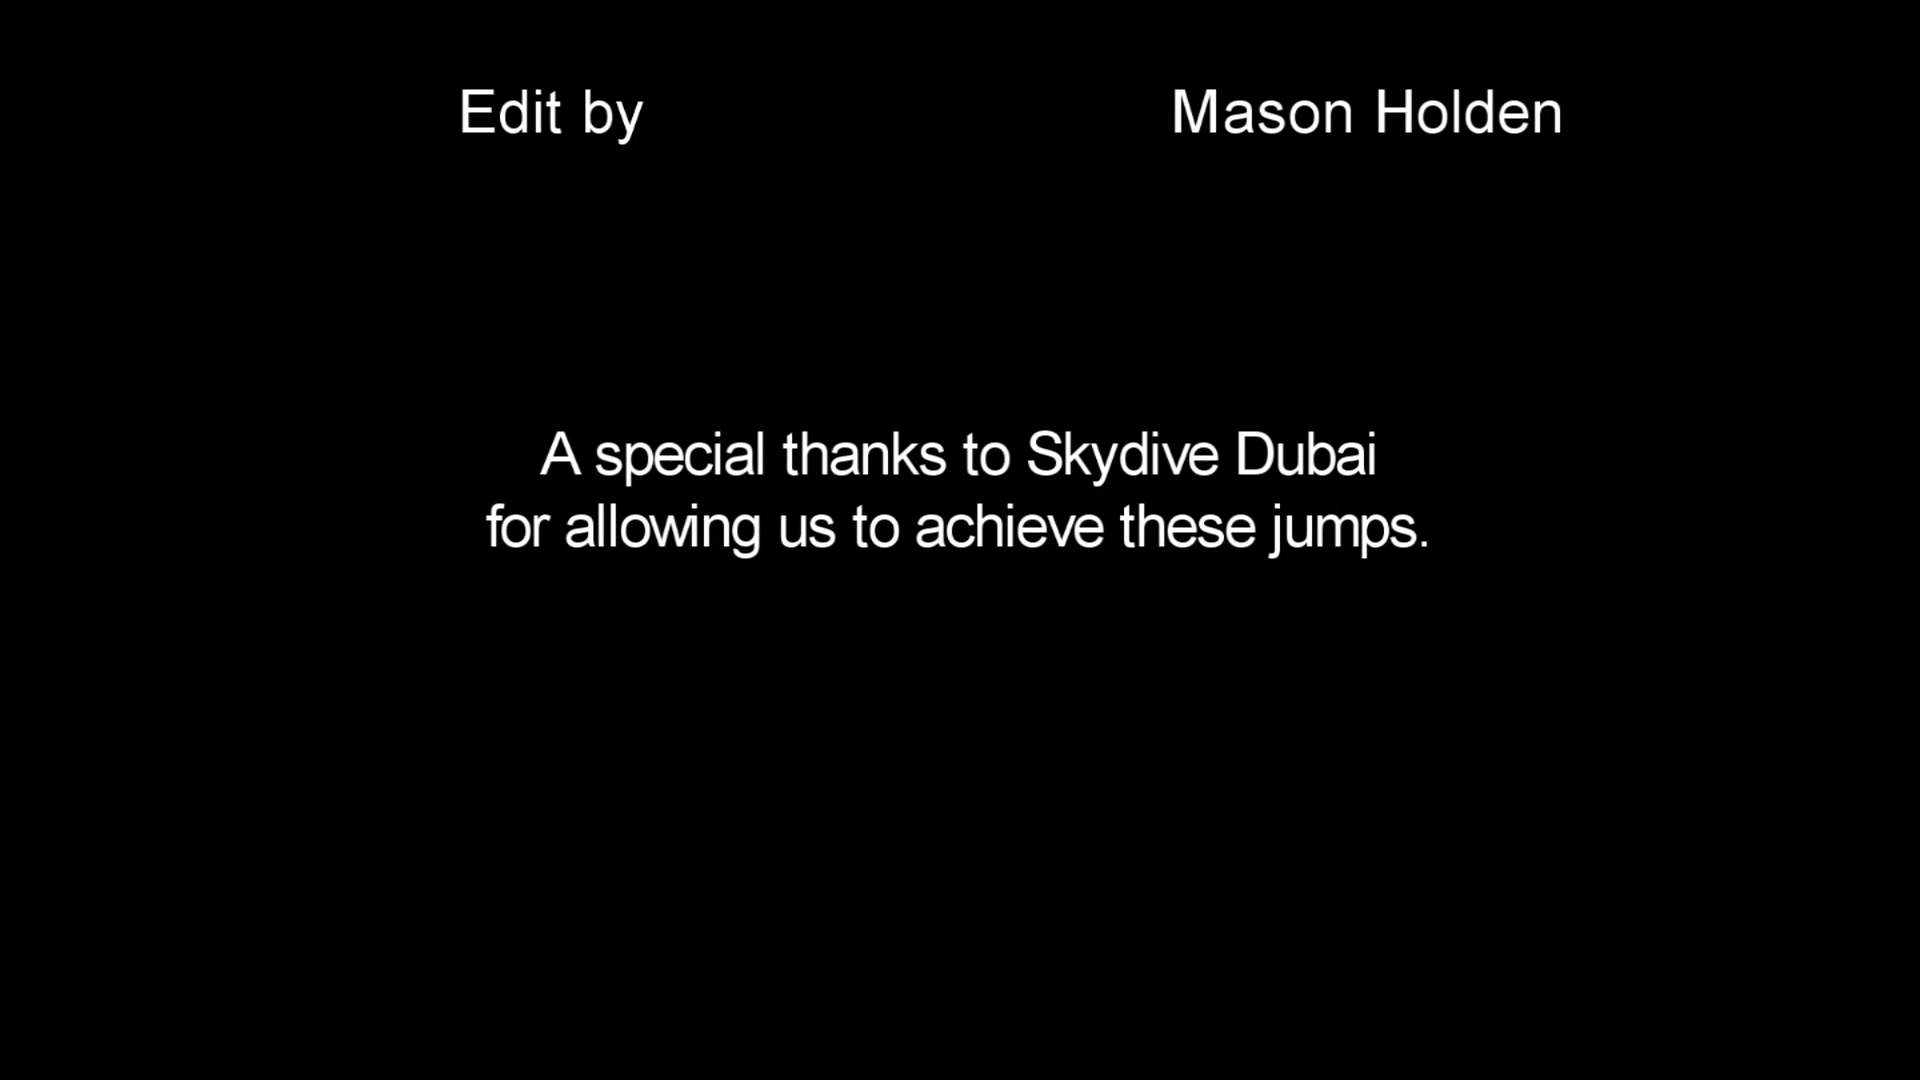 Edit by Mason Holden
A special thanks to Skydive Dubai
for allowing us to achieve these jumps.